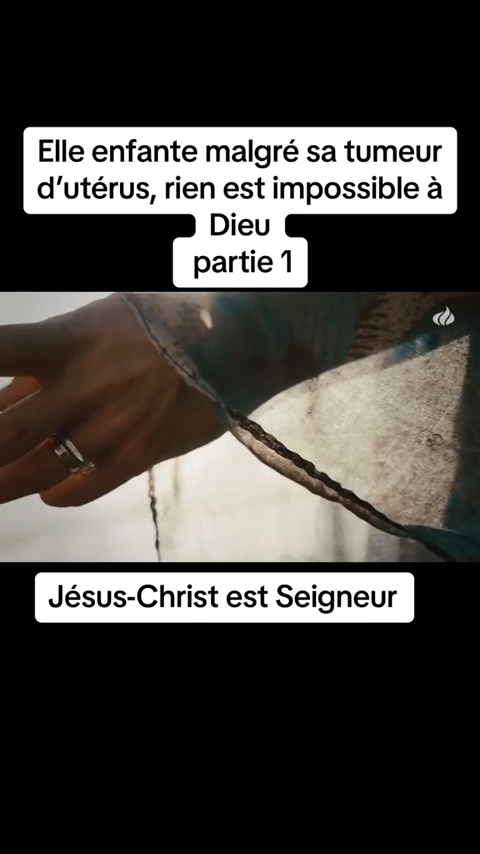 Elle enfante malgré sa tumeur
d’utérus, rien est impossible à
Dieu
partie 1
Jésus-Christ est Seigneur